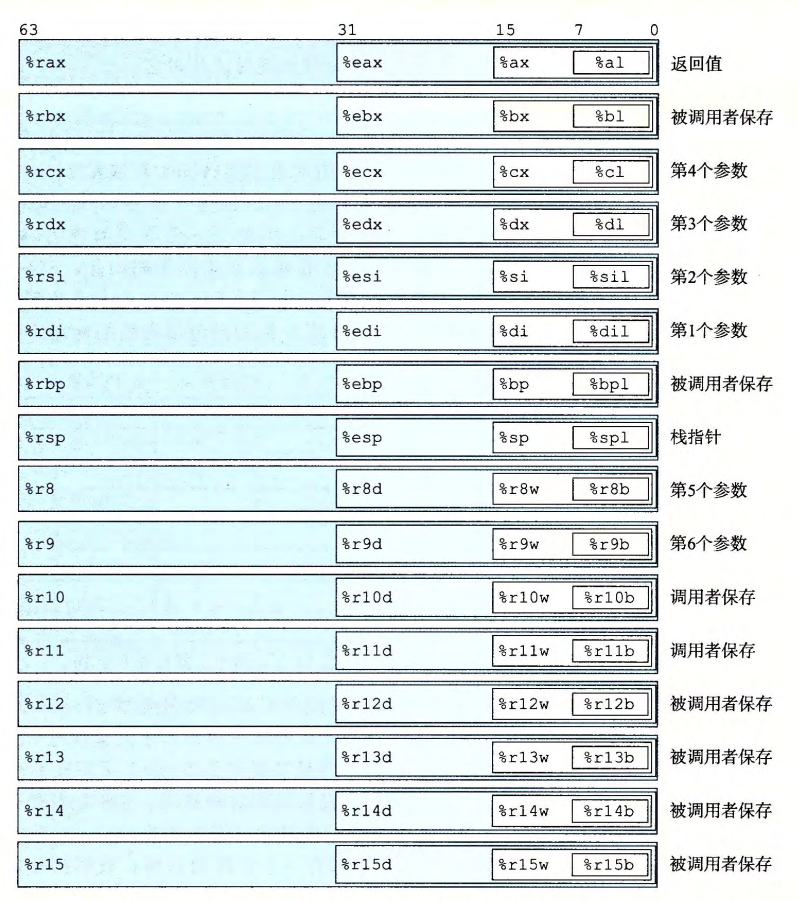 63 31 15 7 0
%rax %eax %ax %al 返回值
%rbx %ebx %bx %bl 被调用者保存
%rcx %ecx %cx %cl 第4个参数
%rdx %edx %dx %dl 第3个参数
%rsi %esi %si %sil 第2个参数
%rdi %edi %di %dil 第1个参数
%rbp %ebp %bp %bpl 被调用者保存
%rsp %esp %sp %spl 栈指针
%r8 %r8d %r8w %r8b 第5个参数
%r9 %r9d %r9w %r9b 第6个参数
%r10 %r10d %r10w %r10b 调用者保存
%r11 %r11d %r11w %r11b 调用者保存
%r12 %r12d %r12w %r12b 被调用者保存
%r13 %r13d %r13w %r13b 被调用者保存
%r14 %r14d %r14w %r14b 被调用者保存
%r15 %r15d %r15w %r15b 被调用者保存